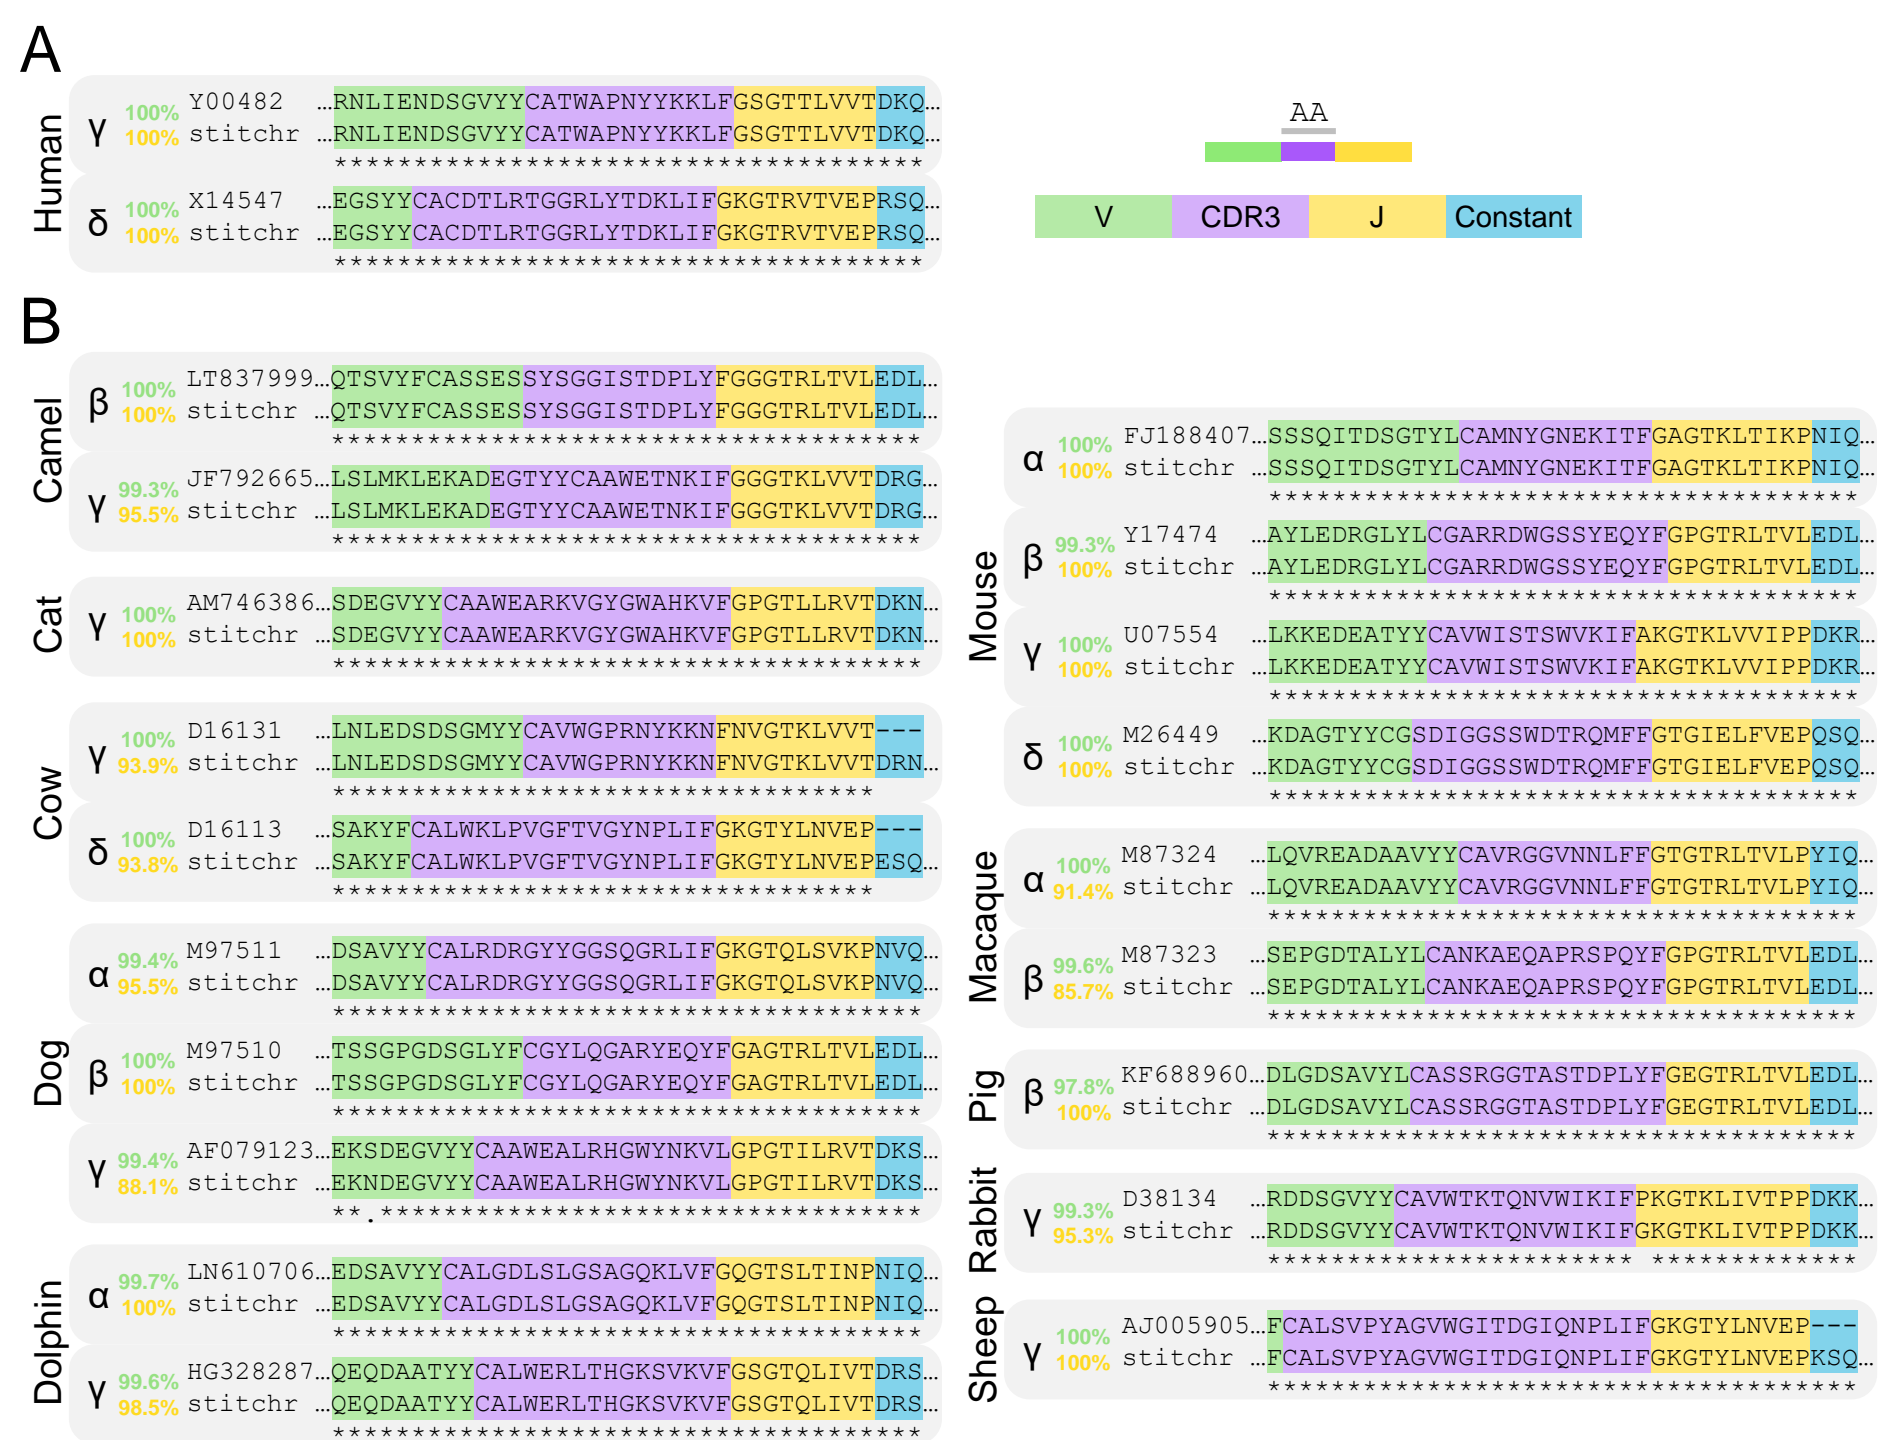 A
Human
γ
100%
100%
Y00482 ...RNLIENDSGVYYCATWAPNYYKKLFGSGTTLVVTDKQ...
stitchr ...RNLIENDSGVYYCATWAPNYYKKLFGSGTTLVVTDKQ...
*************************************
δ
100%
100%
X14547 ...EGSYYCACDTLRTGGRLYTDKLIFGKGTRVTVEPRSQ...
stitchr ...EGSYYCACDTLRTGGRLYTDKLIFGKGTRVTVEPRSQ...
*************************************
AA
V CDR3 J Constant
B
Camel
β
100%
100%
LT837999...QTSVYFCASSESSYSGGISTDPLYFGGGTRLTVLEDL...
stitchr ...QTSVYFCASSESSYSGGISTDPLYFGGGTRLTVLEDL...
*************************************
γ
99.3%
95.5%
JF792665...LSLMKLEKADEGTYYCAAWETNKIFGGGTKLVVTDRG...
stitchr ...LSLMKLEKADEGTYYCAAWETNKIFGGGTKLVVTDRG...
*************************************
Cat
γ
100%
100%
AM746386...SDEGVYYCAAWEARKVGYGWAHKVFGPGTLLRVTDKN...
stitchr ...SDEGVYYCAAWEARKVGYGWAHKVFGPGTLLRVTDKN...
*************************************
Cow
γ
100%
93.9%
D16131 ...LNLEDSDSGMYYCAVWGPRNYKKNFNVGTKLVVT---
stitchr ...LNLEDSDSGMYYCAVWGPRNYKKNFNVGTKLVVTDRN...
**********************************
δ
100%
93.8%
D16113 ...SAKYFCALWKLPVGFTVGYNPLIFGKGTYLNVEP---
stitchr ...SAKYFCALWKLPVGFTVGYNPLIFGKGTYLNVEPESQ...
**********************************
Dog
α
99.4%
95.5%
M97511 ...DSAVYYCALRDRGYYGGSQGRLIFGKGTQLSVKPNVQ...
stitchr ...DSAVYYCALRDRGYYGGSQGRLIFGKGTQLSVKPNVQ...
*************************************
β
100%
100%
M97510 ...TSSGPGDSGLYFCGYLQGARYEQYFGAGTRLTVLEDL...
stitchr ...TSSGPGDSGLYFCGYLQGARYEQYFGAGTRLTVLEDL...
*************************************
γ
99.4%
88.1%
AF079123...EKSDEGVYYCAAWEALRHGWYNKVLGPGTILRVTDKS...
stitchr ...EKNDEGVYYCAAWEALRHGWYNKVLGPGTILRVTDKS...
**.**********************************
Dolphin
α
99.7%
100%
LN610706...EDSAVYYCALGDLSLGSAGQKLVFGQGTSLTINPNIQ...
stitchr ...EDSAVYYCALGDLSLGSAGQKLVFGQGTSLTINPNIQ...
*************************************
γ
99.6%
98.5%
HG328287...QEQDAATYYCALWERLTHGKSVKVFGSGTQLIVTDRS...
stitchr ...QEQDAATYYCALWERLTHGKSVKVFGSGTQLIVTDRS...
*************************************
Mouse
α
100%
100%
FJ188407...SSSQITDSGTYLCAMNYGNEKITFGAGTKLTIKPNIQ...
stitchr ...SSSQITDSGTYLCAMNYGNEKITFGAGTKLTIKPNIQ...
*************************************
β
99.3%
100%
Y17474 ...AYLEDRGLYLCGARRDWGSSYEQYFGPGTRLTVLEDL...
stitchr ...AYLEDRGLYLCGARRDWGSSYEQYFGPGTRLTVLEDL...
*************************************
γ
100%
100%
U07554 ...LKKEDEATYYCAVWISTSWVKIFAKGTKLVVIPPDKR...
stitchr ...LKKEDEATYYCAVWISTSWVKIFAKGTKLVVIPPDKR...
*************************************
δ
100%
100%
M26449 ...KDAGTYYCGSDIGGSSWDTRQMFFGTGIELFVEPQSQ...
stitchr ...KDAGTYYCGSDIGGSSWDTRQMFFGTGIELFVEPQSQ...
*************************************
Macaque
α
100%
91.4%
M87324 ...LQVREADAAVYYCAVRGGVNNLFFGTGTRLTVLPYIQ...
stitchr ...LQVREADAAVYYCAVRGGVNNLFFGTGTRLTVLPYIQ...
*************************************
β
99.6%
85.7%
M87323 ...SEPGDTALYLCANKAEQAPRSPQYFGPGTRLTVLEDL...
stitchr ...SEPGDTALYLCANKAEQAPRSPQYFGPGTRLTVLEDL...
*************************************
Pig
β
97.8%
100%
KF688960...DLGDSAVYLCASSRGGTASTDPLYFGEGTRLTVLEDL...
stitchr ...DLGDSAVYLCASSRGGTASTDPLYFGEGTRLTVLEDL...
*************************************
Rabbit
γ
99.3%
95.3%
D38134 ...RDDSGVYYCAVWTKTQNVWIKIFPKGTKLIVTPPDKK...
stitchr ...RDDSGVYYCAVWTKTQNVWIKIFGKGTKLIVTPPDKK...
*********************** *************
Sheep
γ
100%
100%
AJ005905...FCALSVPYAGVWGITDGIQNPLIFGKGTYLNVEP---
stitchr ...FCALSVPYAGVWGITDGIQNPLIFGKGTYLNVEPKSQ...
*************************************